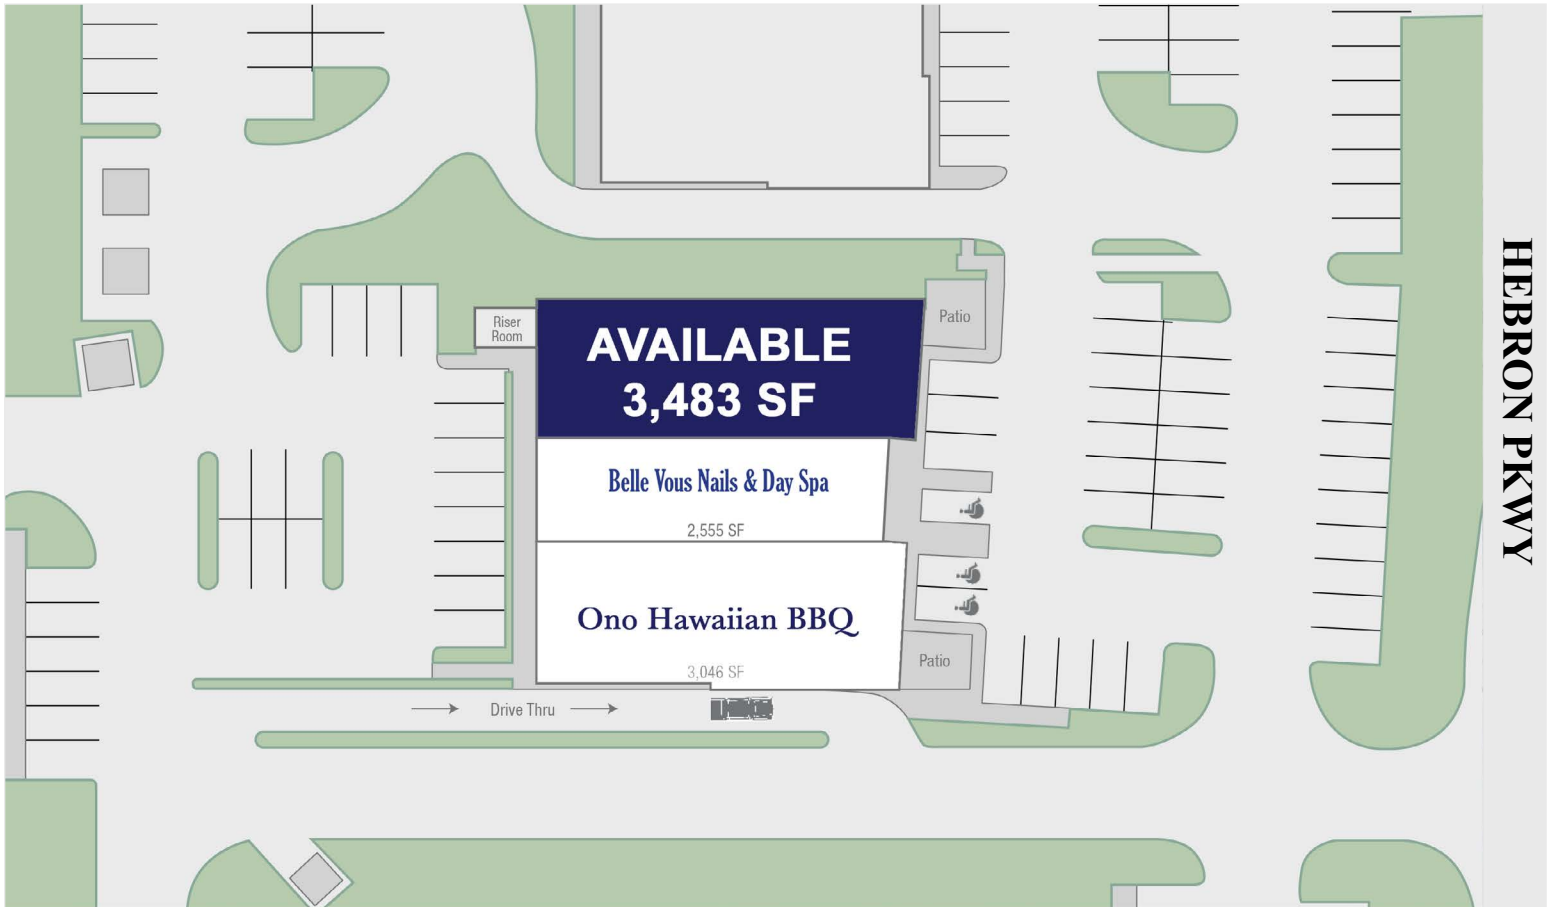 Riser
Room
AVAILABLE
3,483 SF
Patio
Belle Vous Nails & Day Spa
2,555 SF
Ono Hawaiian BBQ
3,046 SF
Patio
Drive Thru
HEBRON PKWY